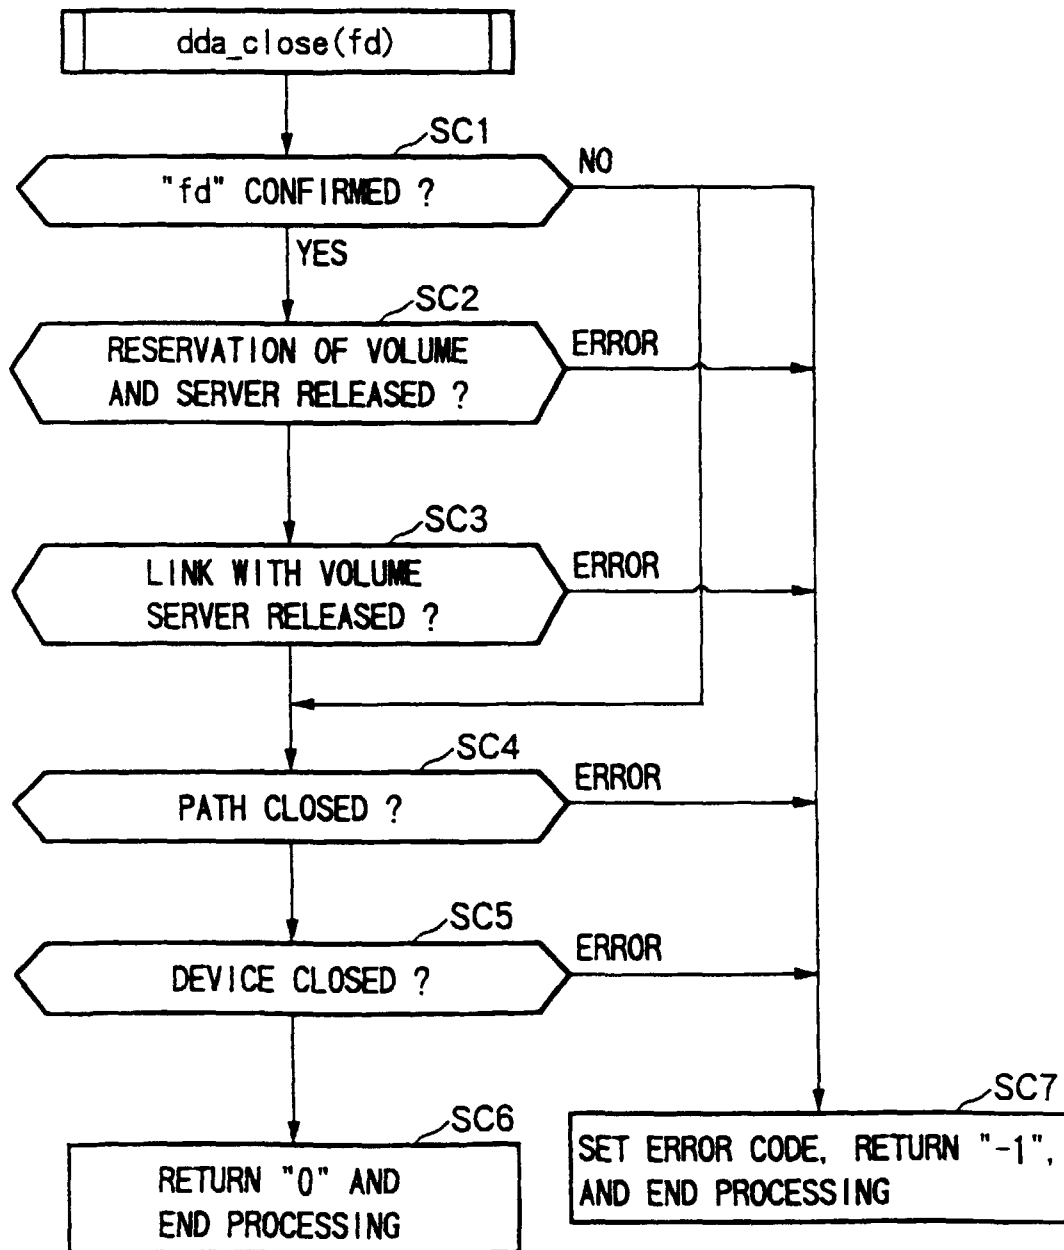 dda_close(fd)
SC1
"fd" CONFIRMED ?
NO
YES
SC2
RESERVATION OF VOLUME
AND SERVER RELEASED ?
ERROR
SC3
LINK WITH VOLUME
SERVER RELEASED ?
ERROR
SC4
PATH CLOSED ?
ERROR
SC5
DEVICE CLOSED ?
ERROR
SC6
RETURN "0" AND
END PROCESSING
SC7
SET ERROR CODE, RETURN "-1",
AND END PROCESSING